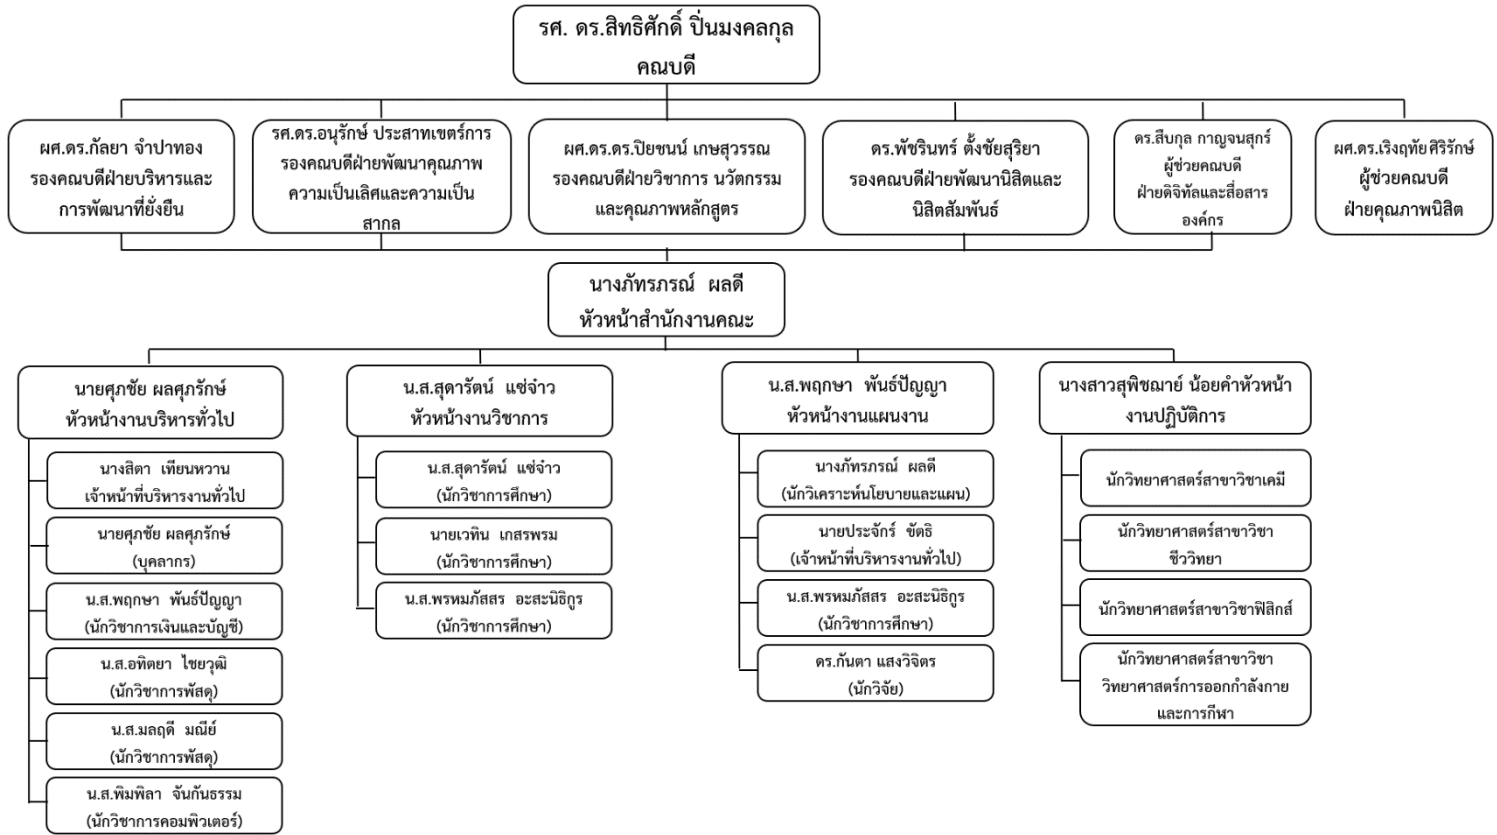 รศ. ดร.สิทธิศักดิ์ ปิ่นมงคลกุล
คณบดี
ผศ.ดร.กัลยา จำปาทอง
รองคณบดีฝ่ายบริหารและ
การพัฒนาที่ยั่งยืน
รศ.ดร.อนุรักษ์ ประสาทเขตร์การ
รองคณบดีฝ่ายพัฒนาคุณภาพ
ความเป็นเลิศและความเป็น
สากล
ผศ.ดร.ดร.ปิยชนน์ เกษสุวรรณ
รองคณบดีฝ่ายวิชาการ นวัตกรรม
และคุณภาพหลักสูตร
ดร.พัชรินทร์ ตั้งชัยสุริยา
รองคณบดีฝ่ายพัฒนานิสิตและ
นิสิตสัมพันธ์
ดร.สืบกุล กาญจนสุกร์
ผู้ช่วยคณบดี
ฝ่ายดิจิทัลและสื่อสาร
องค์กร
ผศ.ดร.เริงฤทัย ศิริรักษ์
ผู้ช่วยคณบดี
ฝ่ายคุณภาพนิสิต
นางภัทรภรณ์ ผลดี
หัวหน้าสำนักงานคณะ
นายศุภชัย ผลศุภรักษ์
หัวหน้างานบริหารทั่วไป
นางสิตา เทียนหวาน
เจ้าหน้าที่บริหารงานทั่วไป
นายศุภชัย ผลศุภรักษ์
(บุคลากร)
น.ส.พฤกษา พันธ์ปัญญา
(นักวิชาการเงินและบัญชี)
น.ส.อทิตยา ไชยวุฒิ
(นักวิชาการพัสดุ)
น.ส.มลฤดี มณีย์
(นักวิชาการพัสดุ)
น.ส.พิมพิลา จันกันธรรม
(นักวิชาการคอมพิวเตอร์)
น.ส.สุดารัตน์ แซ่จ๋าว
หัวหน้างานวิชาการ
น.ส.สุดารัตน์ แซ่จ๋าว
(นักวิชาการศึกษา)
นายเวทิน เกสรพรม
(นักวิชาการศึกษา)
น.ส.พรหมภัสสร อะสะนิธิกูร
(นักวิชาการศึกษา)
น.ส.พฤกษา พันธ์ปัญญา
หัวหน้างานแผนงาน
นางภัทรภรณ์ ผลดี
(นักวิเคราะห์นโยบายและแผน)
นายประจักร์ ขัตธิ
(เจ้าหน้าที่บริหารงานทั่วไป)
น.ส.พรหมภัสสร อะสะนิธิกูร
(นักวิชาการศึกษา)
ดร.กันตา แสงวิจิตร
(นักวิจัย)
นางสาวสุพิชฌาย์ น้อยคำหัวหน้า
งานปฏิบัติการ
นักวิทยาศาสตร์สาขาวิชาเคมี
นักวิทยาศาสตร์สาขาวิชา
ชีววิทยา
นักวิทยาศาสตร์สาขาวิชาฟิสิกส์
นักวิทยาศาสตร์สาขาวิชา
วิทยาศาสตร์การออกกำลังกาย
และการกีฬา